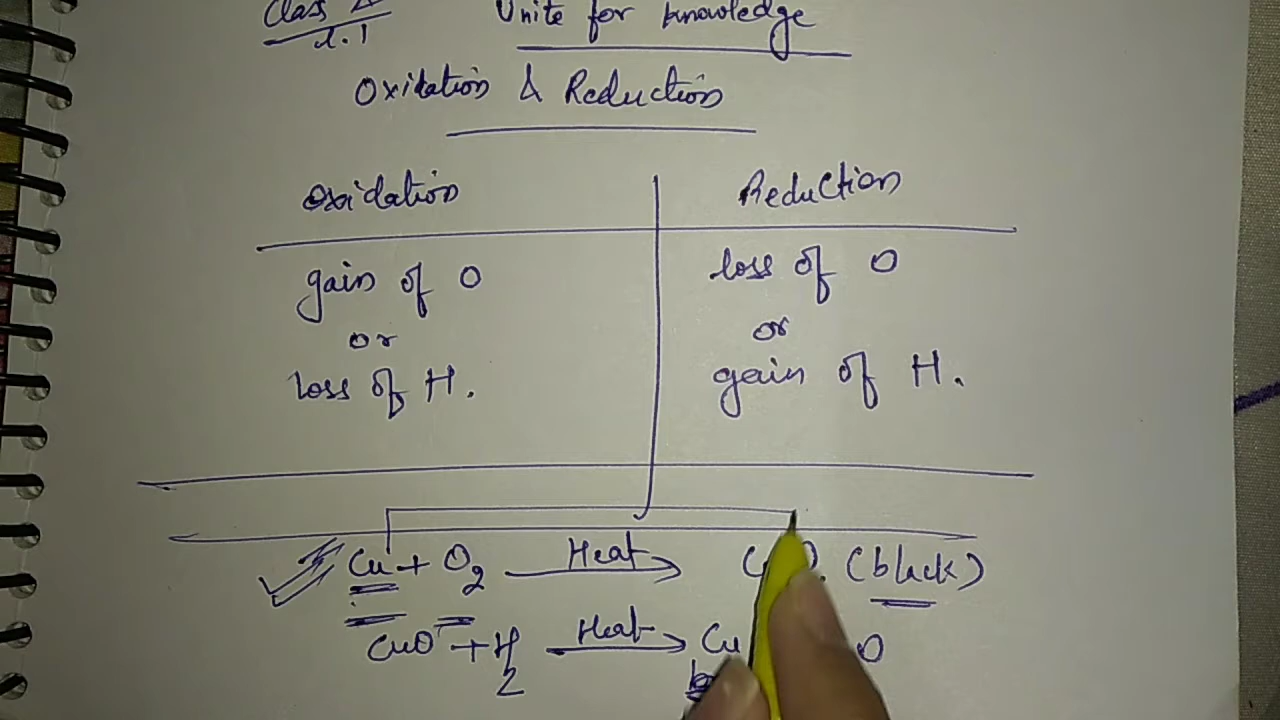 Class
Unite for knowledge
Oxidation & Reduction
Oxidation Reduction
gain of O loss of O
or or
loss of H. gain of H.
Cu + O2 Heat (black)
CuO + H2 Heat Cu O